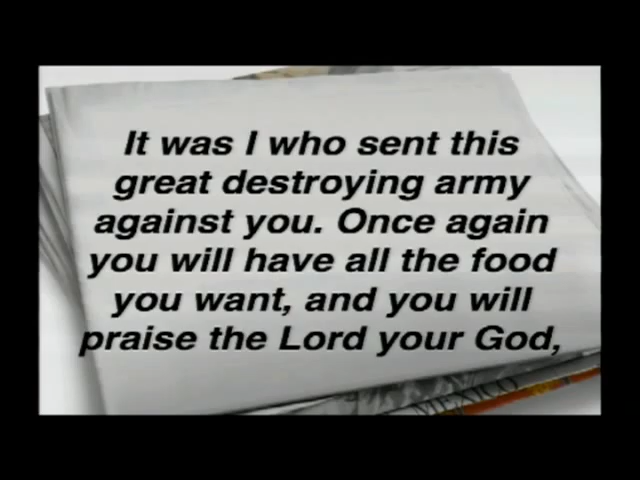 It was I who sent this
great destroying army
against you. Once again
you will have all the food
you want, and you will
praise the Lord your God,
MEXICO